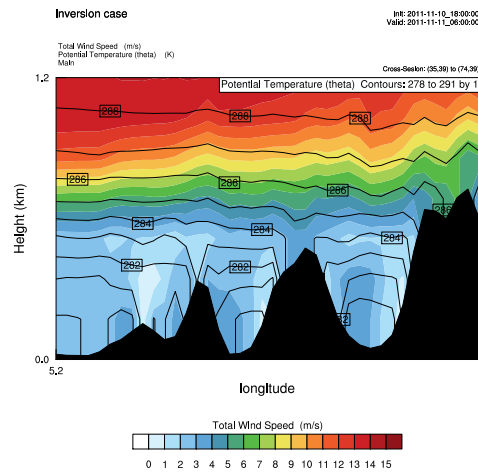 Inversion case
Init: 2011-11-10_18:00:00
Valid: 2011-11-11_06:00:00
Total Wind Speed (m/s)
Potential Temperature (theta) (K)
Main
Cross-Sesion: (35,39) to (74,39)
1.2
Potential Temperature (theta) Contours: 278 to 291 by 1
288
288
288
286
286
286
286
284
284
284
282
282
Height (km)
0.0
5.2
longitude
Total Wind Speed (m/s)
0 1 2 3 4 5 6 7 8 9 10 11 12 13 14 15